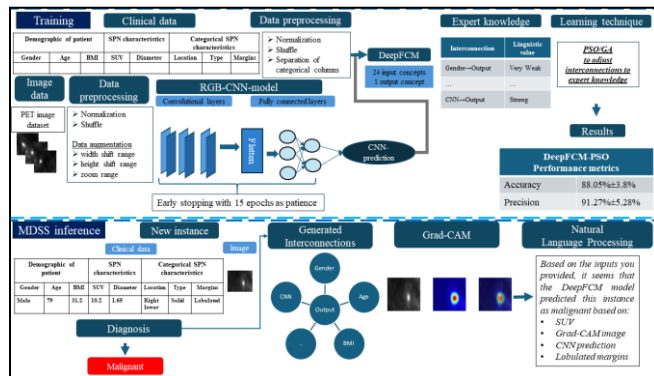 Training
Clinical data
Demographic of patient
SPN characteristics
Categorical SPN characteristics
Gender
Age
BMI
SUV
Diameter
Location
Type
Margins
Data preprocessing
➢ Normalization
➢ Shuffle
➢ Separation of categorical columns
DeepFCM
24 input concepts
1 output concept
Expert knowledge
Interconnection
Linguistic value
Gender→Output
Very Weak
...
...
CNN→Output
Strong
Learning technique
PSO/GA
to adjust
interconnections to
expert knowledge
Results
DeepFCM-PSO
Performance metrics
Accuracy
88.05%±3.8%
Precision
91.27%±5.28%
Image data
PET image dataset
Data preprocessing
➢ Normalization
➢ Shuffle
Data augmentation
➢ width shift range
➢ height shift range
➢ zoom range
RGB-CNN-model
Convolutional layers
Fully connected layers
Flatten
CNN-prediction
Early stopping with 15 epochs as patience
MDSS inference
New instance
Clinical data
Image
Demographic of patient
SPN characteristics
Categorical SPN characteristics
Gender
Age
BMI
SUV
Diameter
Location
Type
Margins
Male
79
31.2
10.2
1.65
Right lower
Solid
Lobulated
Diagnosis
Malignant
Generated Interconnections
Gender
CNN
Age
Output
..
BMI
Grad-CAM
Natural Language Processing
Based on the inputs you
provided, it seems that
the DeepFCM model
predicted this instance
as malignant based on:
• SUV
• Grad-CAM image
• CNN prediction
• Lobulated margins